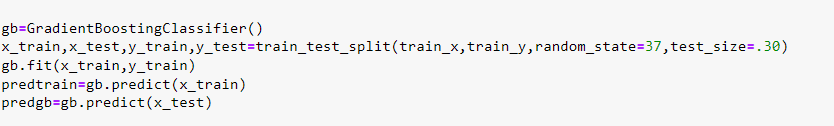 gb=GradientBoostingClassifier()
x_train,x_test,y_train,y_test=train_test_split(train_x,train_y,random_state=37,test_size=.30)
gb.fit(x_train,y_train)
predtrain=gb.predict(x_train)
predgb=gb.predict(x_test)